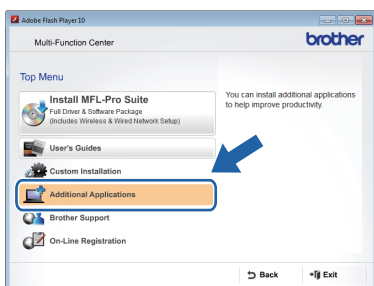 Adobe Flash Player 10
Multi-Function Center
brother
Top Menu
Install MFL-Pro Suite
Full Driver & Software Package
(Includes Wireless & Wired Network Setup)
User's Guides
Custom Installation
Additional Applications
Brother Support
On-Line Registration
You can install additional applications
to help improve productivity.
Back
Exit